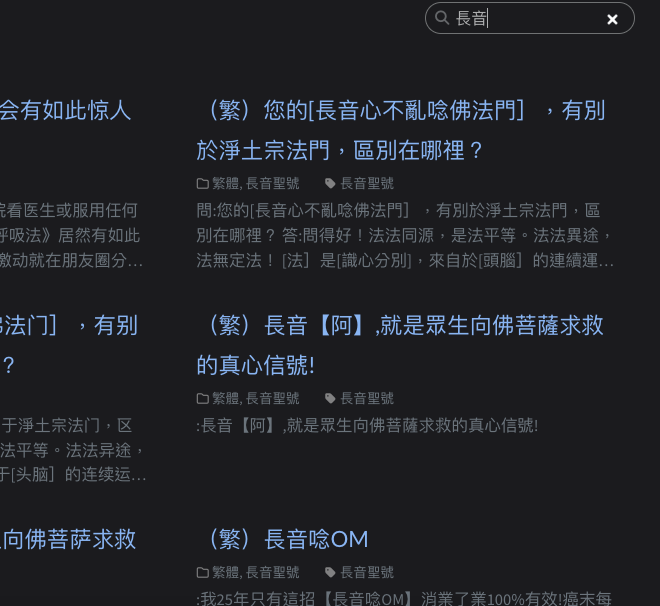 長音
会有如此惊人
院看医生或服用任何
呼吸法》居然有如此
激动就在朋友圈分…
（繁）您的[長音心不亂唸佛法門］，有別
於淨土宗法門，區別在哪裡？
繁體, 長音聖號 長音聖號
問:您的[長音心不亂唸佛法門］，有別於淨土宗法門，區
別在哪裡？ 答:問得好！法法同源，是法平等。法法異途，
法無定法！ [法］是[識心分別]，來自於[頭腦］的連續運…
佛法门］，有别
？
于淨土宗法门，区
法平等。法法异途，
于[头脑］的连续运…
（繁）長音【阿】,就是眾生向佛菩薩求救
的真心信號!
繁體, 長音聖號 長音聖號
:長音【阿】,就是眾生向佛菩薩求救的真心信號!
向佛菩萨求救
（繁）長音唸OM
繁體, 長音聖號 長音聖號
:我25年只有這招【長音唸OM】消業了業100%有效!癌末每